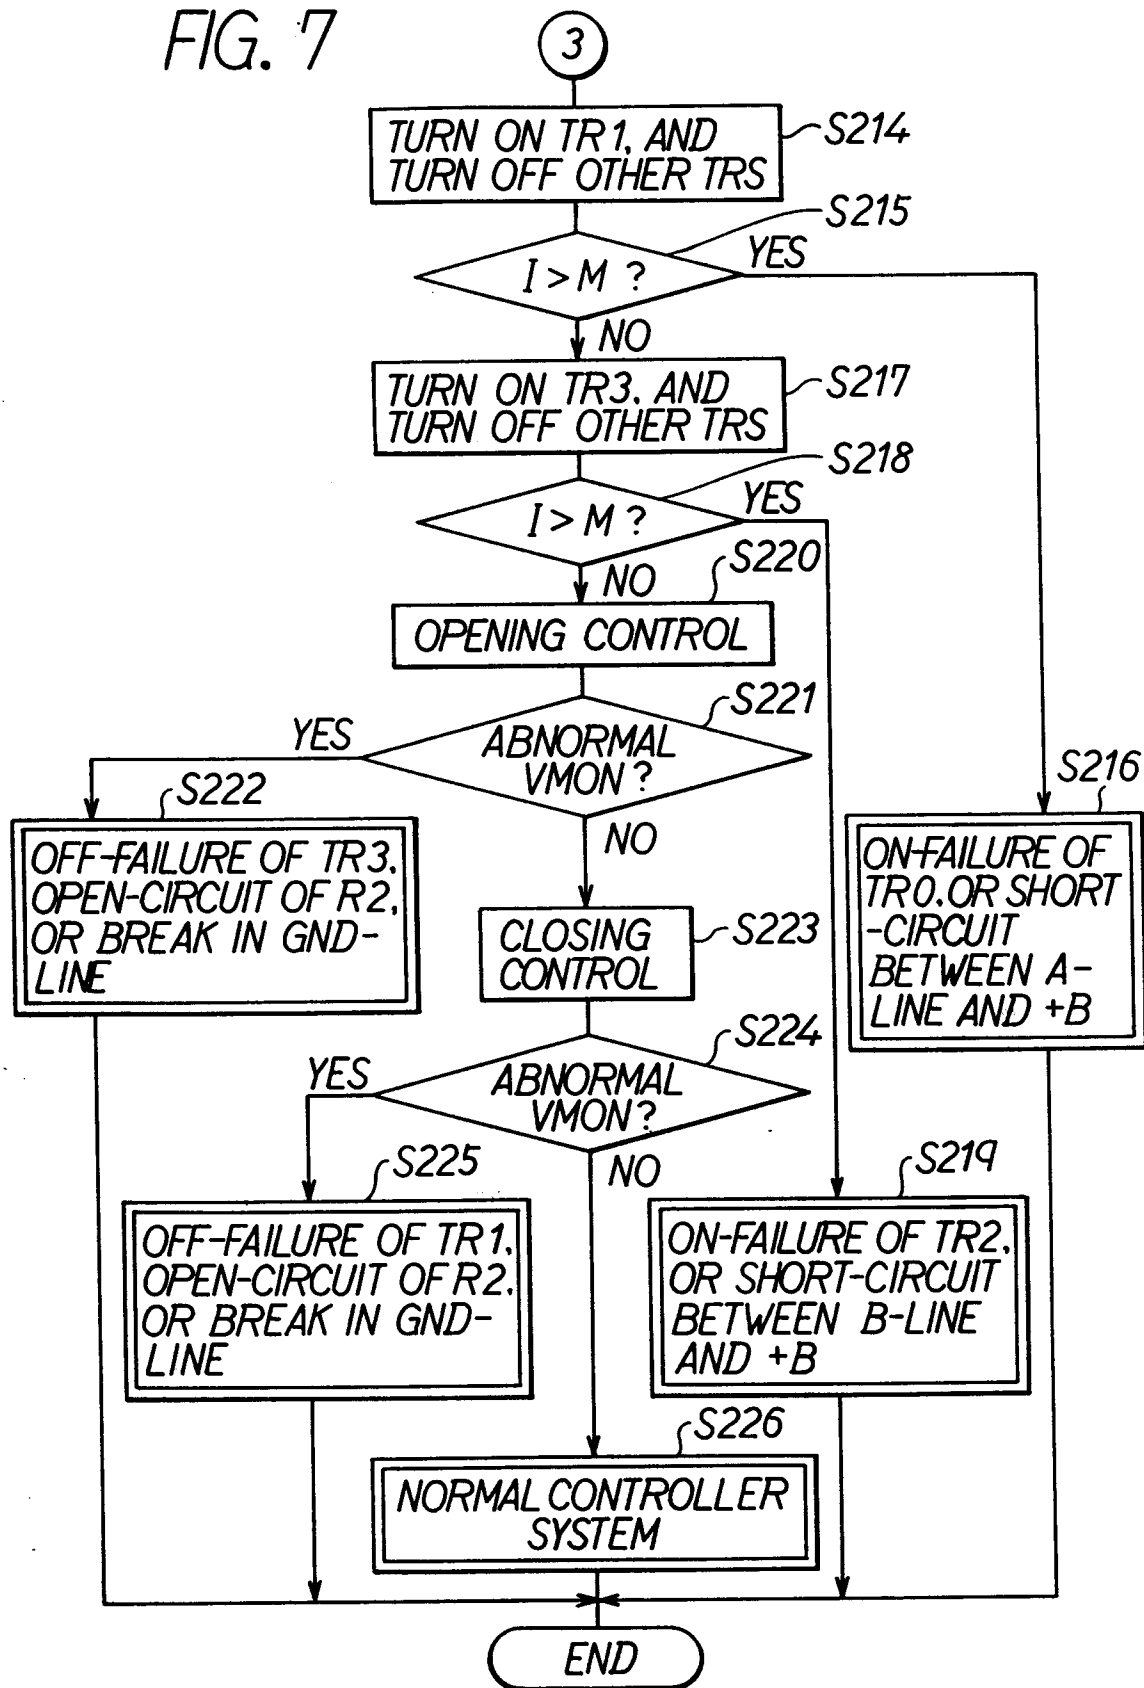 FIG. 7
3
TURN ON TR1, AND
TURN OFF OTHER TRS
S214
S215
I > M ?
YES
NO
TURN ON TR3, AND
TURN OFF OTHER TRS
S217
S218
I > M ?
YES
NO
S220
OPENING CONTROL
S221
ABNORMAL
VMON ?
YES
NO
S222
OFF-FAILURE OF TR3,
OPEN-CIRCUIT OF R2,
OR BREAK IN GND-
LINE
S216
ON-FAILURE OF
TR0, OR SHORT
-CIRCUIT
BETWEEN A-
LINE AND +B
CLOSING
CONTROL
S223
S224
ABNORMAL
VMON ?
YES
NO
S225
OFF-FAILURE OF TR1,
OPEN-CIRCUIT OF R2,
OR BREAK IN GND-
LINE
S219
ON-FAILURE OF TR2,
OR SHORT-CIRCUIT
BETWEEN B-LINE
AND +B
S226
NORMAL CONTROLLER
SYSTEM
END